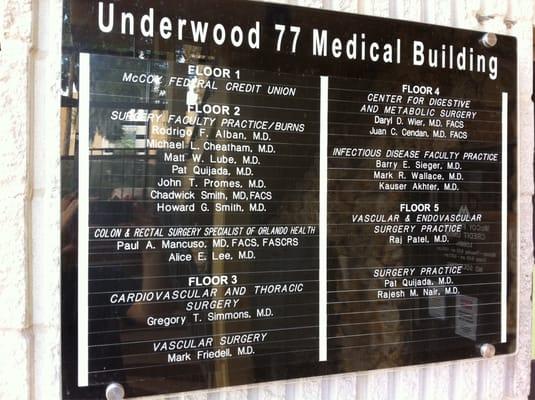 Underwood 77 Medical Building
FLOOR 1
MCCOY FEDERAL CREDIT UNION
FLOOR 2
SURGERY FACULTY PRACTICE/BURNS
Rodrigo F. Alban, M.D.
Michael L. Cheatham, M.D.
Matt W. Lube, M.D.
Pat Quijada, M.D.
John T. Promes, M.D.
Chadwick Smith, MD,FACS
Howard G. Smith, M.D.
COLON & RECTAL SURGERY SPECIALIST OF ORLANDO HEALTH
Paul A. Mancuso, MD, FACS, FASCRS
Alice E. Lee, M.D.
FLOOR 3
CARDIOVASCULAR AND THORACIC
SURGERY
Gregory T. Simmons, M.D.
VASCULAR SURGERY
Mark Friedell, M.D.
FLOOR 4
CENTER FOR DIGESTIVE
AND METABOLIC SURGERY
Daryl D. Wier, M.D. FACS
Juan C. Cendan, M.D. FACS
INFECTIOUS DISEASE FACULTY PRACTICE
Barry E. Sieger, M.D.
Mark R. Wallace, M.D.
Kauser Akhter, M.D.
FLOOR 5
VASCULAR & ENDOVASCULAR
SURGERY PRACTICE
Raj Patel, M.D.
SURGERY PRACTICE
Pat Quijada, M.D.
Rajesh M. Nair, M.D.